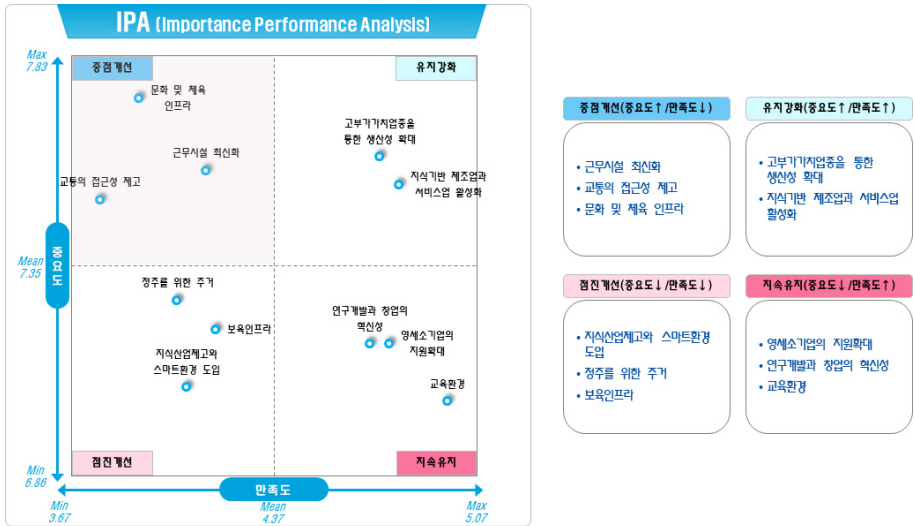 IPA (Importance Performance Analysis)
Max
7.83
중점개선
유지강화
문화 및 체육
인프라
고부가가치업종을
통한 생산성 확대
근무시설 최신화
지식기반 제조업과
서비스업 활성화
교통의 접근성 제고
중요도
Mean
7.35
정주를 위한 주거
보육인프라
연구개발과 창업의
혁신성
영세소기업의
지원확대
지식산업제고와
스마트환경 도입
교육환경
점진개선
지속유지
Min
6.86
만족도
Min
3.67
Mean
4.37
Max
5.07
중점개선(중요도↑/만족도↓)
• 근무시설 최신화
• 교통의 접근성 제고
• 문화 및 체육 인프라
유지강화(중요도↑/만족도↑)
• 고부가가치업종을 통한
생산성 확대
• 지식기반 제조업과 서비스업
활성화
점진개선(중요도↓/만족도↓)
• 지식산업제고와 스마트환경
도입
• 정주를 위한 주거
• 보육인프라
지속유지(중요도↓/만족도↑)
• 영세소기업의 지원확대
• 연구개발과 창업의 혁신성
• 교육환경